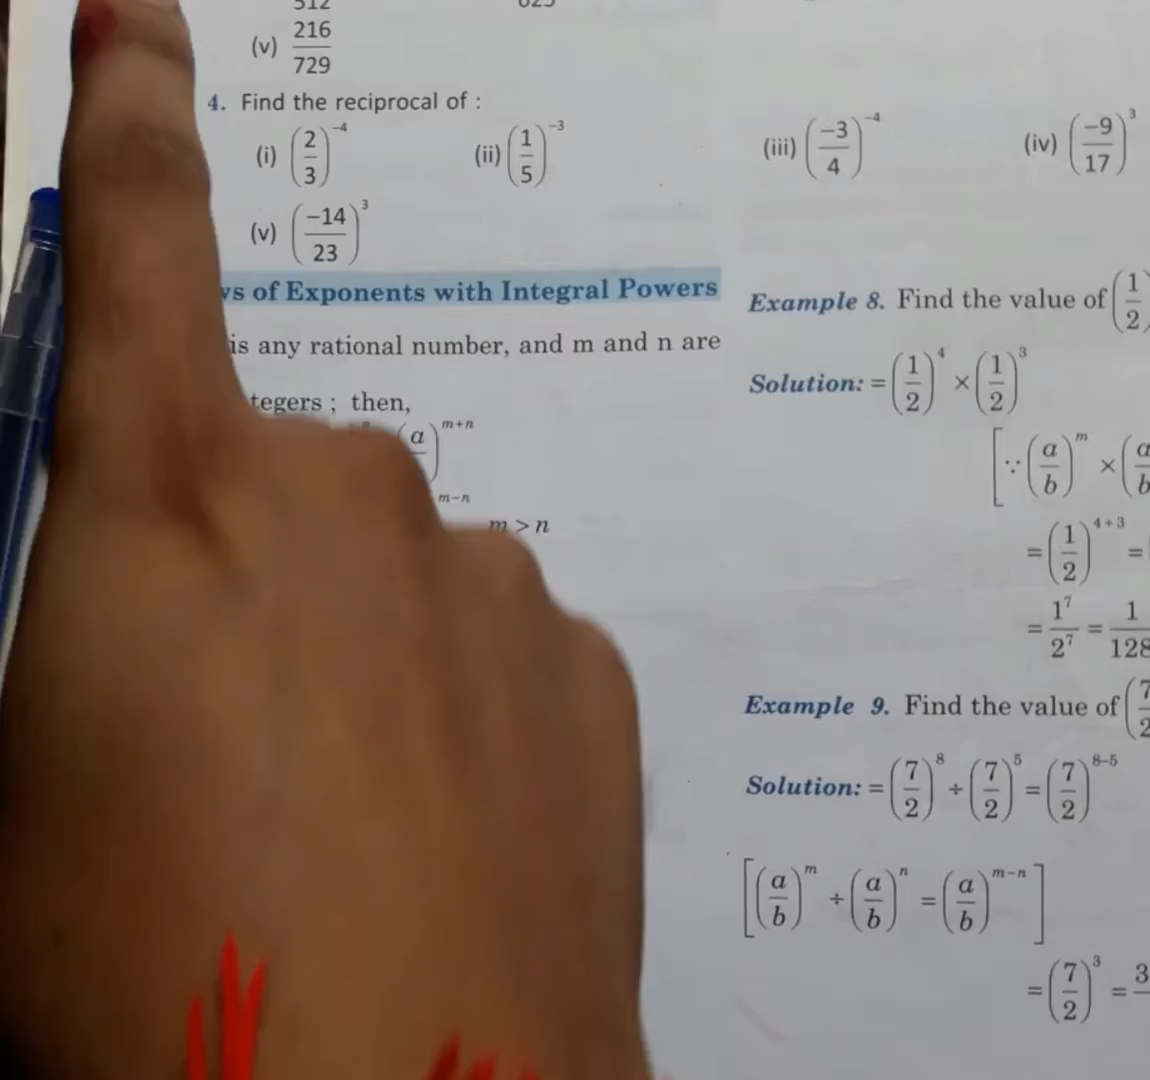 (v) 216/729
4. Find the reciprocal of :
(i) (2/3)^-4 (ii) (1/5)^-3 (iii) (-3/4)^-4 (iv) (-9/17)^3
(v) (-14/23)^3
of Exponents with Integral Powers
is any rational number, and m and n are
then,
m+n
m-n
m > n
Example 8. Find the value of (1/2)
Solution: = (1/2)^4 × (1/2)^3
[∵ (a/b)^m ×
= (1/2)^4+3 =
= 1^7/2^7 = 1/128
Example 9. Find the value of (7/2
Solution: = (7/2)^8 ÷ (7/2)^5 = (7/2)^8-5
[(a/b)^m ÷ (a/b)^n = (a/b)^m-n]
= (7/2)^3 =